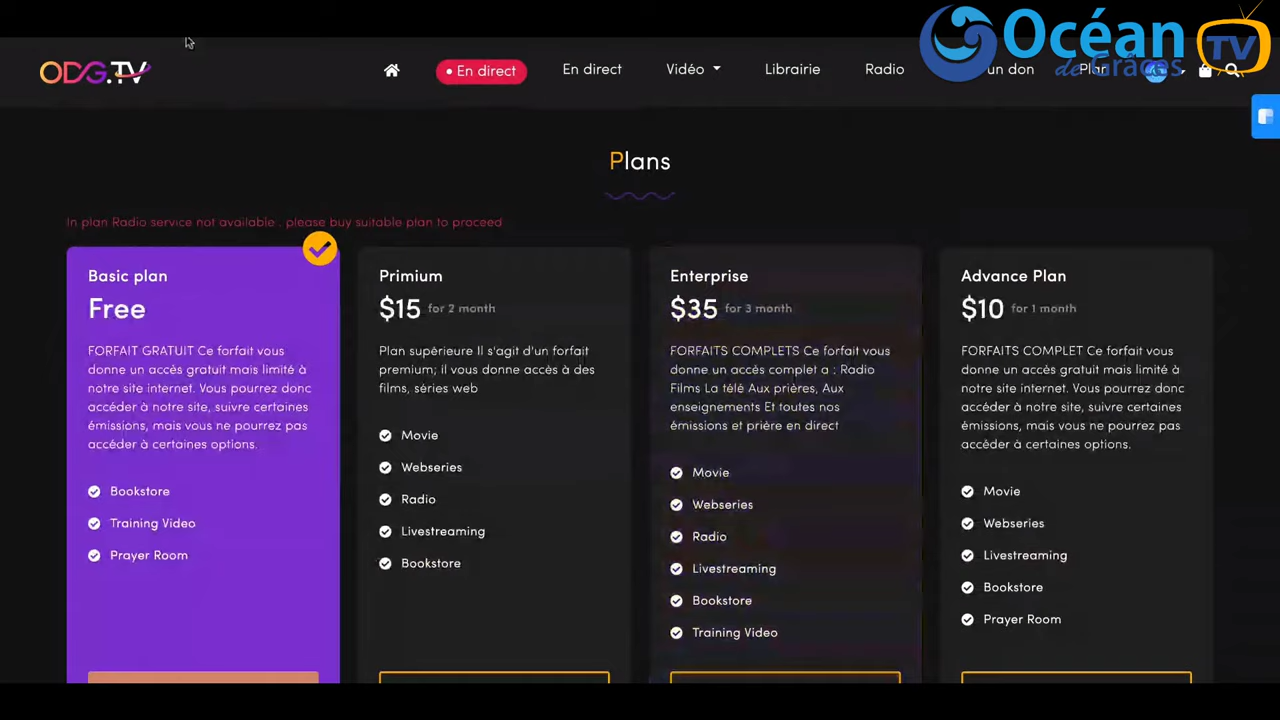 Océan
de Grâces
TV
ODG.TV
En direct
En direct
Vidéo
Librairie
Radio
un don
Plan
Plans
In plan Radio service not available . please buy suitable plan to proceed
Basic plan
Free
FORFAIT GRATUIT Ce forfait vous
donne un accès gratuit mais limité à
notre site internet. Vous pourrez donc
accéder à notre site, suivre certaines
émissions, mais vous ne pourrez pas
accéder à certaines options.
Bookstore
Training Video
Prayer Room
Primium
$15 for 2 month
Plan supèrieure Il s'agit d'un forfait
premium; il vous donne accès à des
films, séries web
Movie
Webseries
Radio
Livestreaming
Bookstore
Enterprise
$35 for 3 month
FORFAITS COMPLETS Ce forfait vous
donne un accès complet a : Radio
Films La télé Aux prières, Aux
enseignements Et toutes nos
émissions et prière en direct
Movie
Webseries
Radio
Livestreaming
Bookstore
Training Video
Advance Plan
$10 for 1 month
FORFAITS COMPLET Ce forfait vous
donne un accès gratuit mais limité à
notre site internet. Vous pourrez donc
accéder à notre site, suivre certaines
émissions, mais vous ne pourrez pas
accéder à certaines options.
Movie
Webseries
Livestreaming
Bookstore
Prayer Room